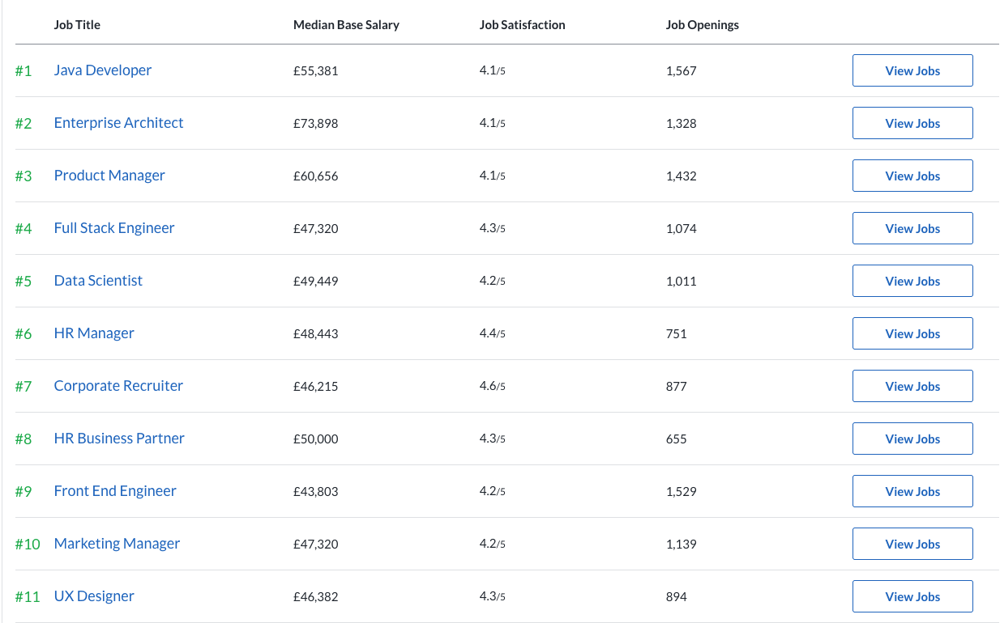 Job Title Median Base Salary Job Satisfaction Job Openings
#1 Java Developer £55,381 4.1/5 1,567 View Jobs
#2 Enterprise Architect £73,898 4.1/5 1,328 View Jobs
#3 Product Manager £60,656 4.1/5 1,432 View Jobs
#4 Full Stack Engineer £47,320 4.3/5 1,074 View Jobs
#5 Data Scientist £49,449 4.2/5 1,011 View Jobs
#6 HR Manager £48,443 4.4/5 751 View Jobs
#7 Corporate Recruiter £46,215 4.6/5 877 View Jobs
#8 HR Business Partner £50,000 4.3/5 655 View Jobs
#9 Front End Engineer £43,803 4.2/5 1,529 View Jobs
#10 Marketing Manager £47,320 4.2/5 1,139 View Jobs
#11 UX Designer £46,382 4.3/5 894 View Jobs